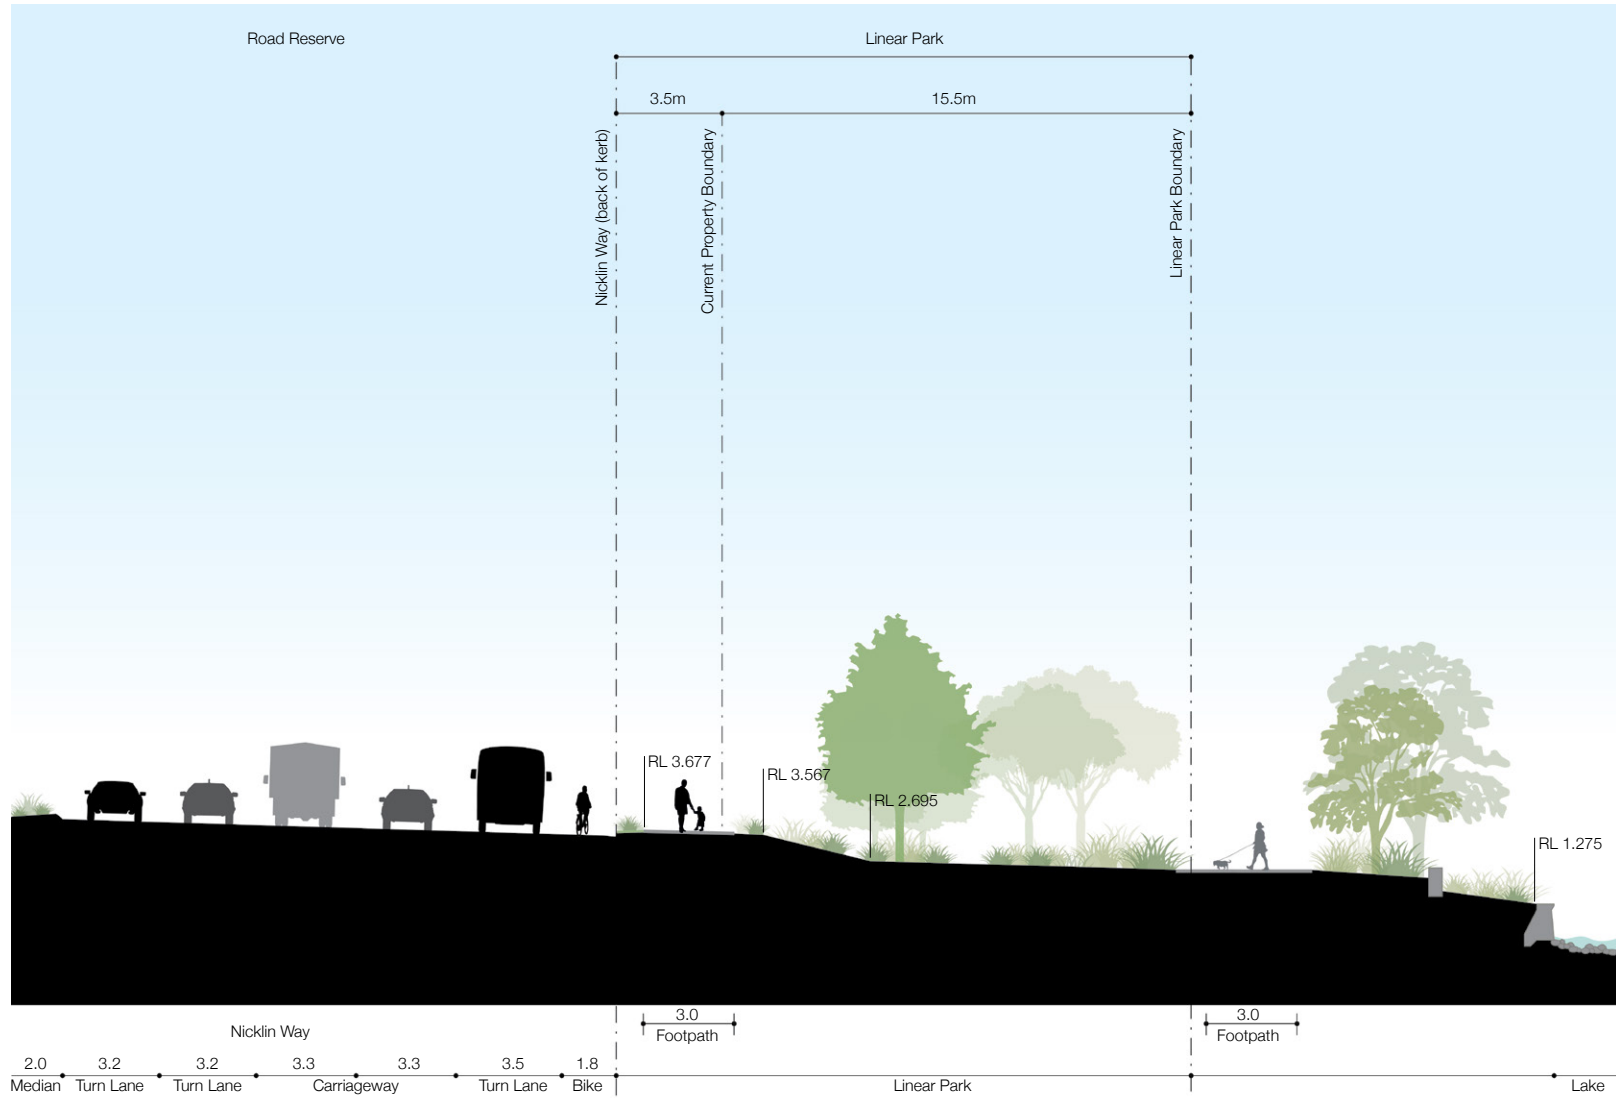 Road Reserve
Linear Park
3.5m
15.5m
Nicklin Way (back of kerb)
Current Property Boundary
Linear Park Boundary
RL 3.677
RL 3.567
RL 2.695
RL 1.275
3.0
Footpath
3.0
Footpath
Nicklin Way
2.0
Median
3.2
Turn Lane
3.2
Turn Lane
3.3
3.3
Carriageway
3.5
Turn Lane
1.8
Bike
Linear Park
Lake